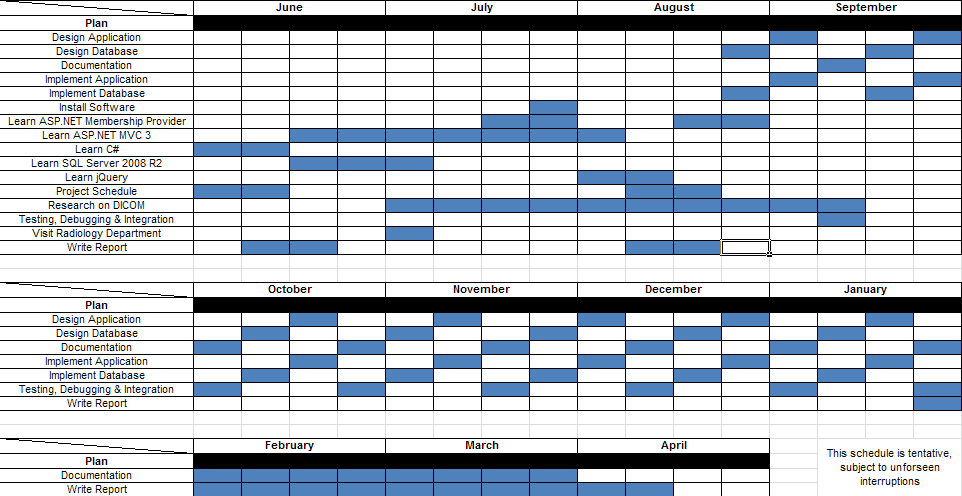 June July August September
Plan
Design Application
Design Database
Documentation
Implement Application
Implement Database
Install Software
Learn ASP.NET Membership Provider
Learn ASP.NET MVC 3
Learn C#
Learn SQL Server 2008 R2
Learn jQuery
Project Schedule
Research on DICOM
Testing, Debugging & Integration
Visit Radiology Department
Write Report
October November December January
Plan
Design Application
Design Database
Documentation
Implement Application
Implement Database
Testing, Debugging & Integration
Write Report
February March April
Plan
Documentation
Write Report
This schedule is tentative,
subject to unforseen
interruptions